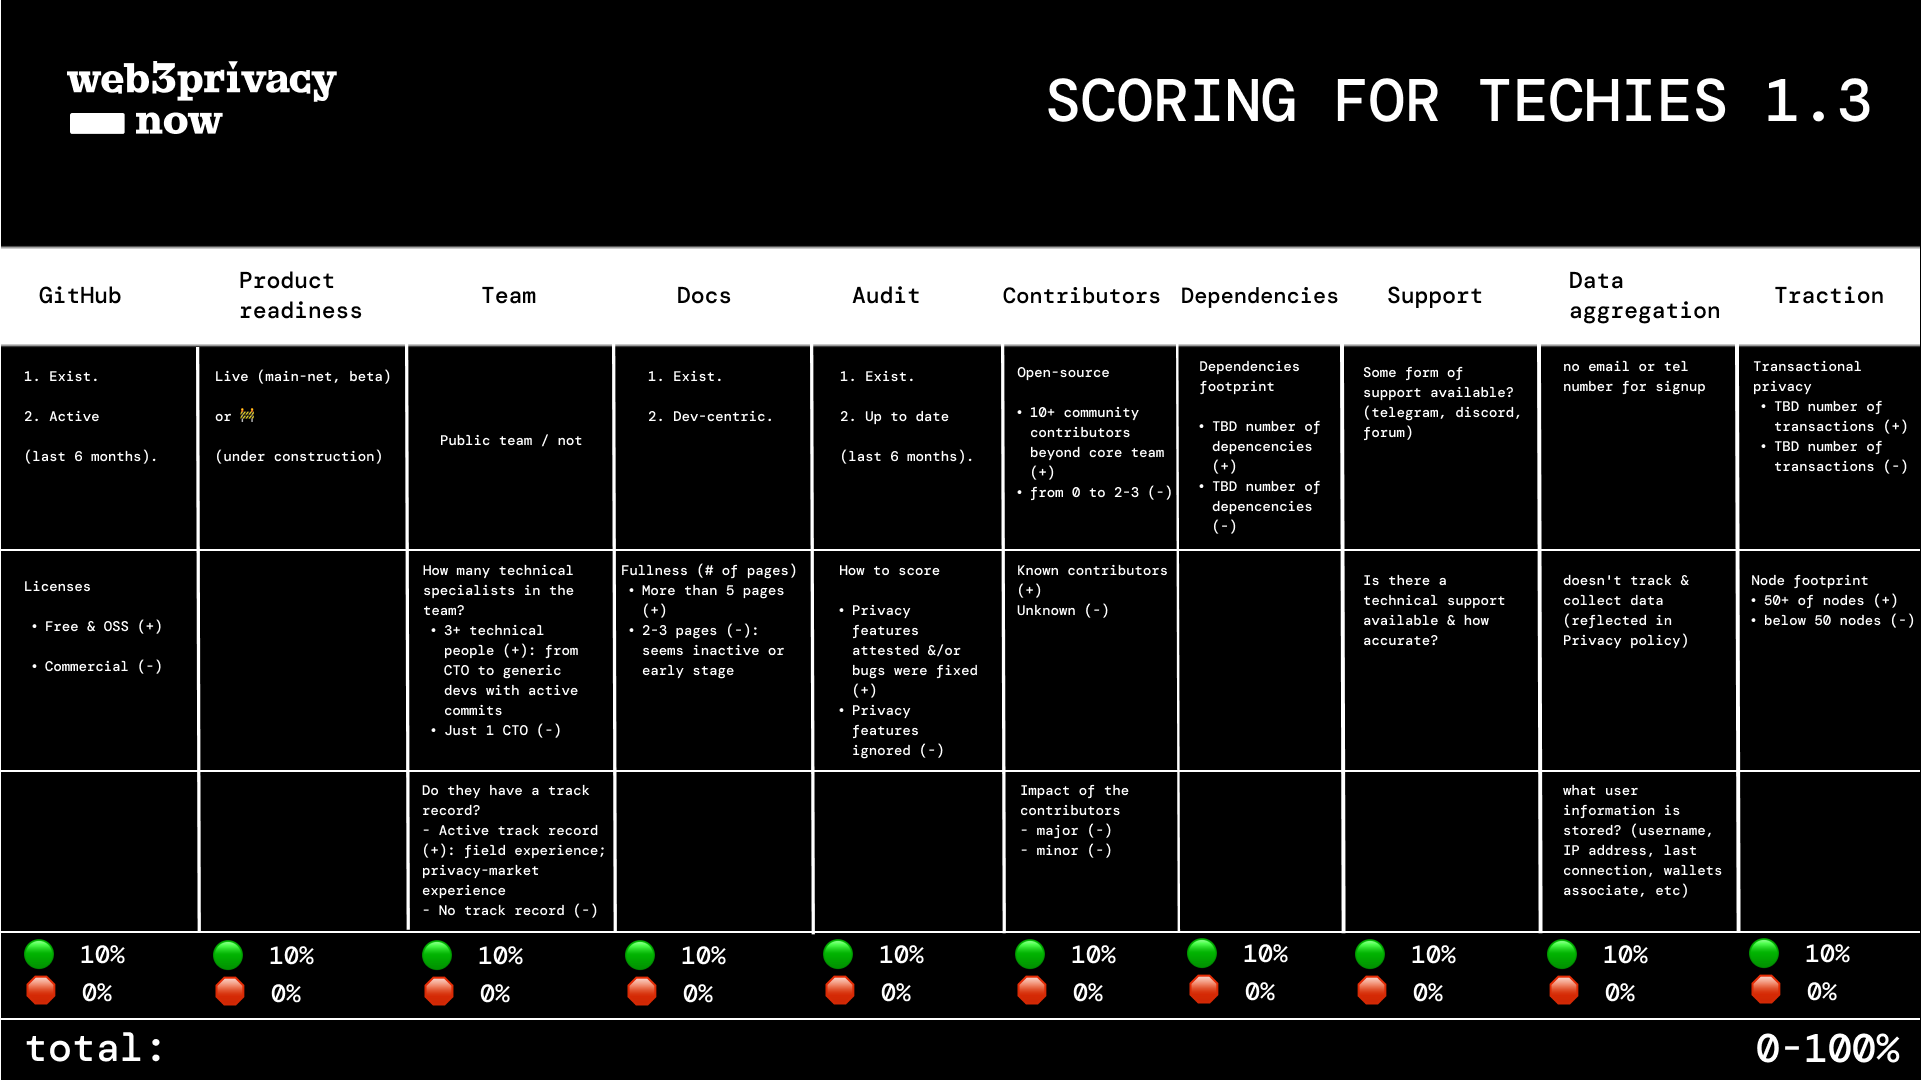 web3privacy
now
SCORING FOR TECHIES 1.3
GitHub
Product
readiness
Team
Docs
Audit
Contributors
Dependencies
Support
Data
aggregation
Traction
1. Exist.
2. Active
(last 6 months).
Live (main-net, beta)
or 🚧
(under construction)
Public team / not
1. Exist.
2. Dev-centric.
1. Exist.
2. Up to date
(last 6 months).
Open-source
• 10+ community
contributors
beyond core team
(+)
• from 0 to 2-3 (-)
Dependencies
footprint
• TBD number of
depencencies
(+)
• TBD number of
depencencies
(-)
Some form of
support available?
(telegram, discord,
forum)
no email or tel
number for signup
Transactional
privacy
• TBD number of
transactions (+)
• TBD number of
transactions (-)
Licenses
• Free & OSS (+)
• Commercial (-)
How many technical
specialists in the
team?
• 3+ technical
people (+): from
CTO to generic
devs with active
commits
• Just 1 CTO (-)
Fullness (# of pages)
• More than 5 pages
(+)
• 2-3 pages (-):
seems inactive or
early stage
How to score
• Privacy
features
attested &/or
bugs were fixed
(+)
• Privacy
features
ignored (-)
Known contributors
(+)
Unknown (-)
Is there a
technical support
available & how
accurate?
doesn't track &
collect data
(reflected in
Privacy policy)
Node footprint
• 50+ of nodes (+)
• below 50 nodes (-)
Do they have a track
record?
- Active track record
(+): field experience;
privacy-market
experience
- No track record (-)
Impact of the
contributors
- major (-)
- minor (-)
what user
information is
stored? (username,
IP address, last
connection, wallets
associate, etc)
10%
0%
10%
0%
10%
0%
10%
0%
10%
0%
10%
0%
10%
0%
10%
0%
10%
0%
10%
0%
total:
0-100%